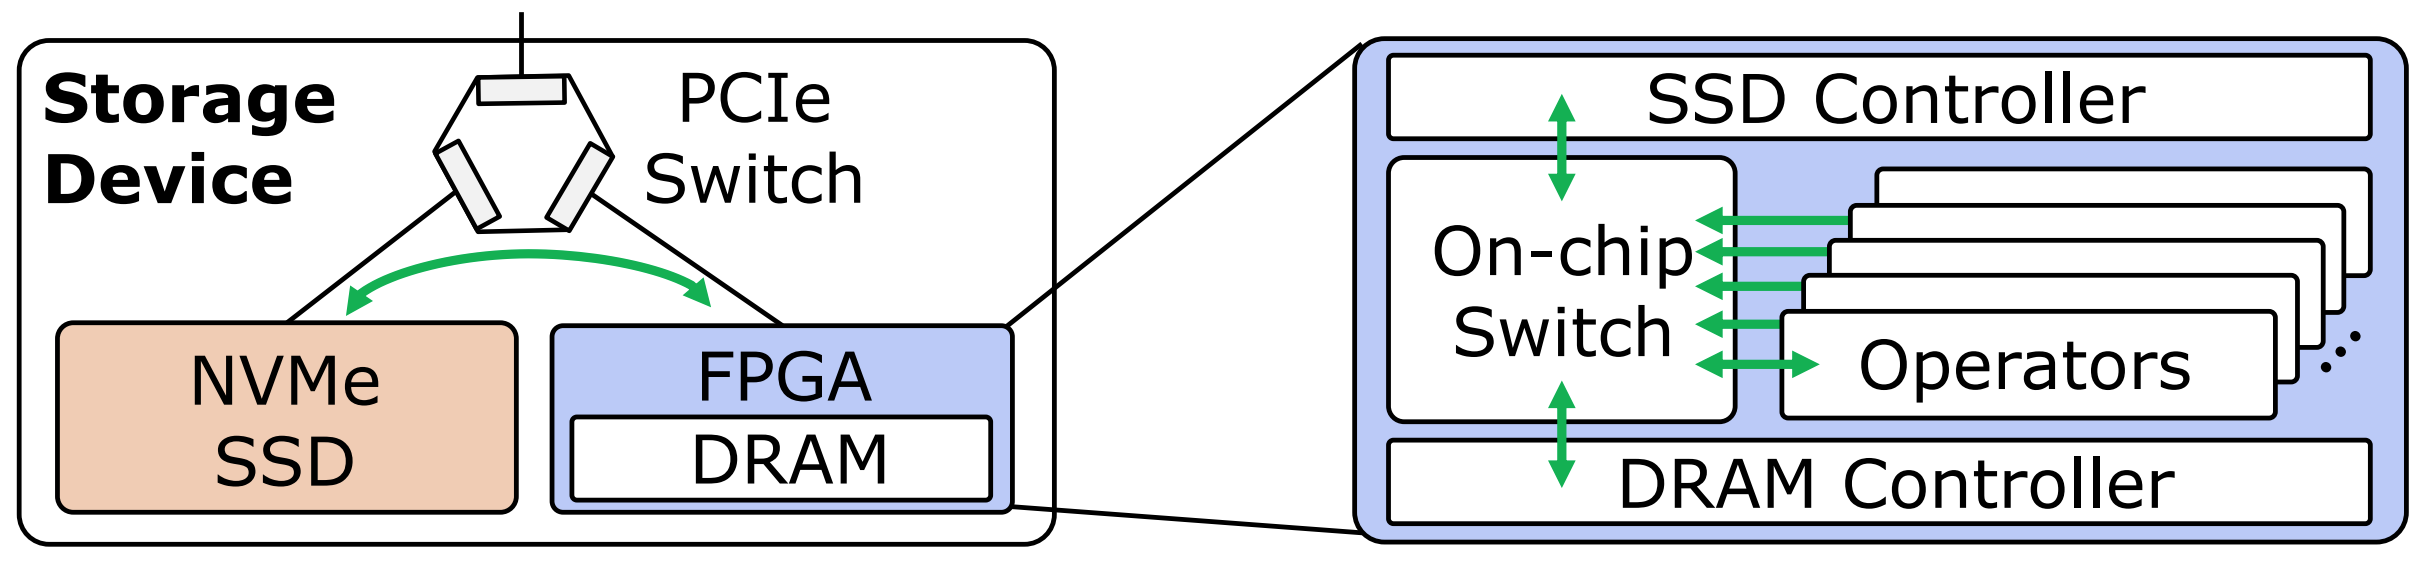 Storage
Device
PCIe
Switch
NVMe
SSD
FPGA
DRAM
SSD Controller
On-chip
Switch
Operators
DRAM Controller